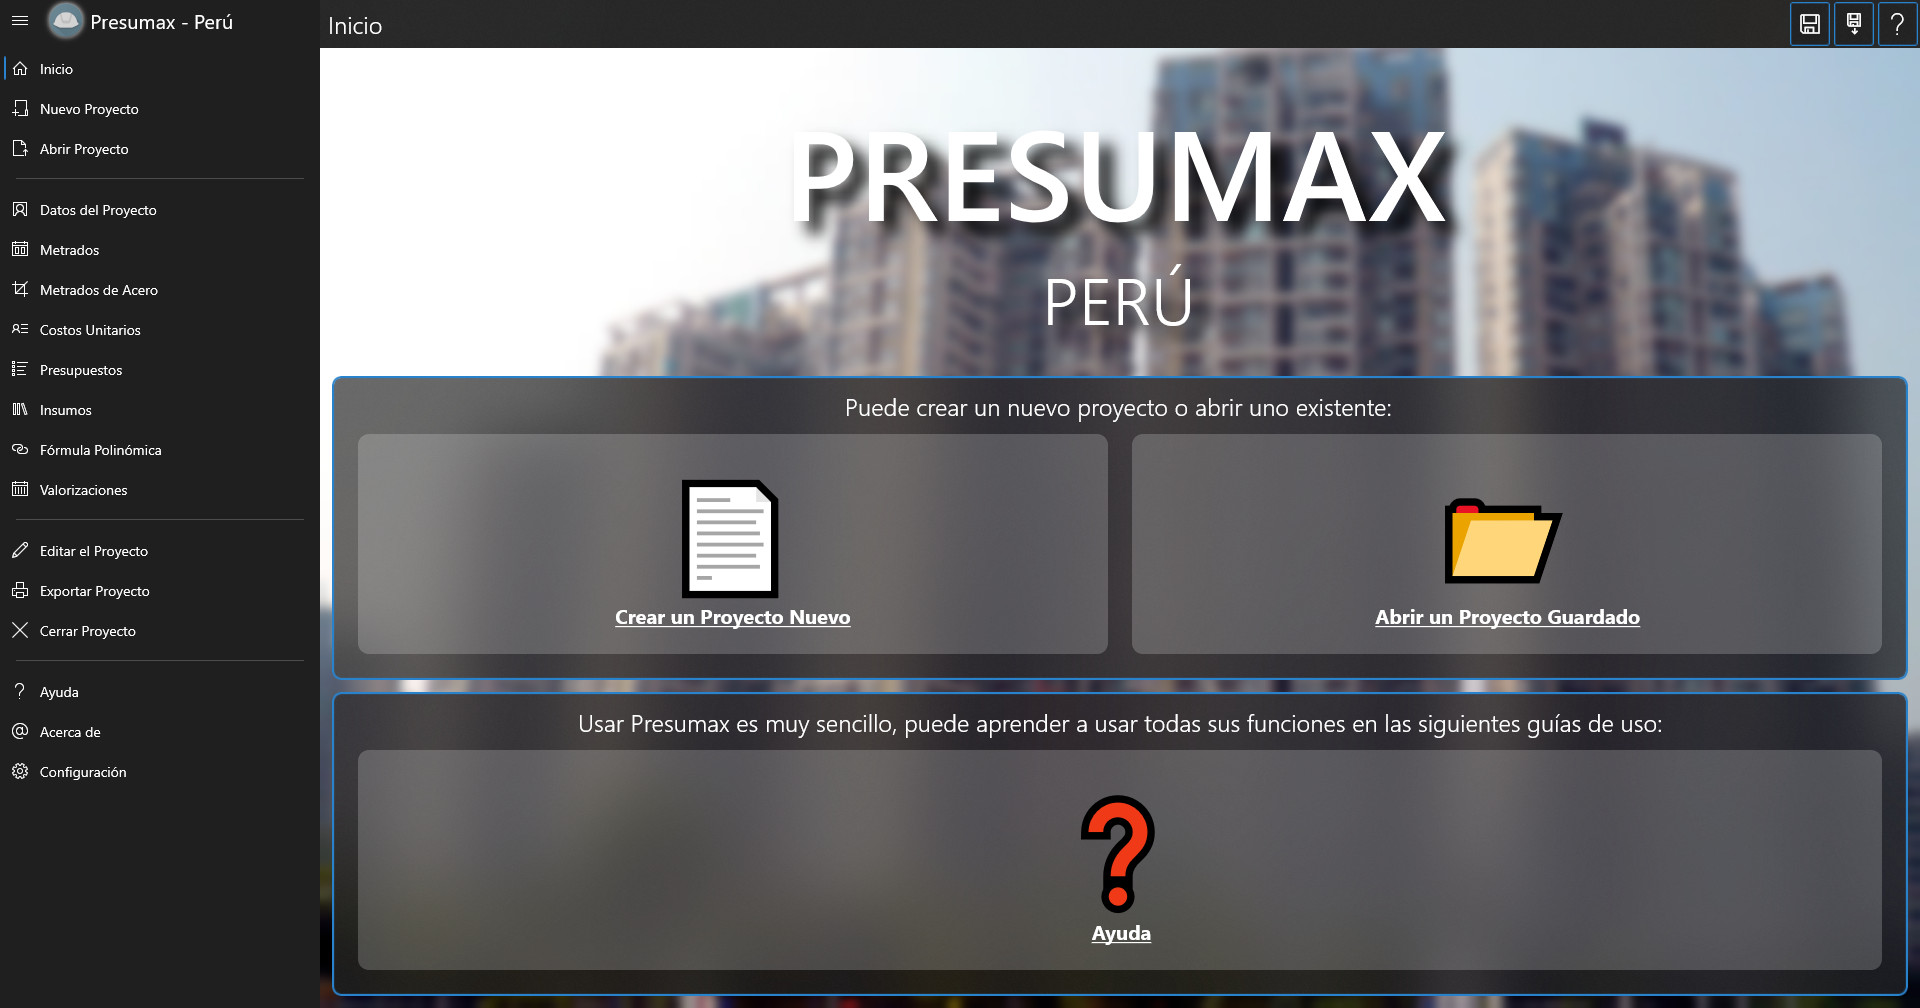 Presumax - Perú
Inicio
Nuevo Proyecto
Abrir Proyecto
Datos del Proyecto
Metrados
Metrados de Acero
Costos Unitarios
Presupuestos
Insumos
Fórmula Polinómica
Valorizaciones
Editar el Proyecto
Exportar Proyecto
Cerrar Proyecto
Ayuda
Acerca de
Configuración
Inicio
PRESUMAX
PERÚ
Puede crear un nuevo proyecto o abrir uno existente:
Crear un Proyecto Nuevo
Abrir un Proyecto Guardado
Usar Presumax es muy sencillo, puede aprender a usar todas sus funciones en las siguientes guías de uso:
Ayuda